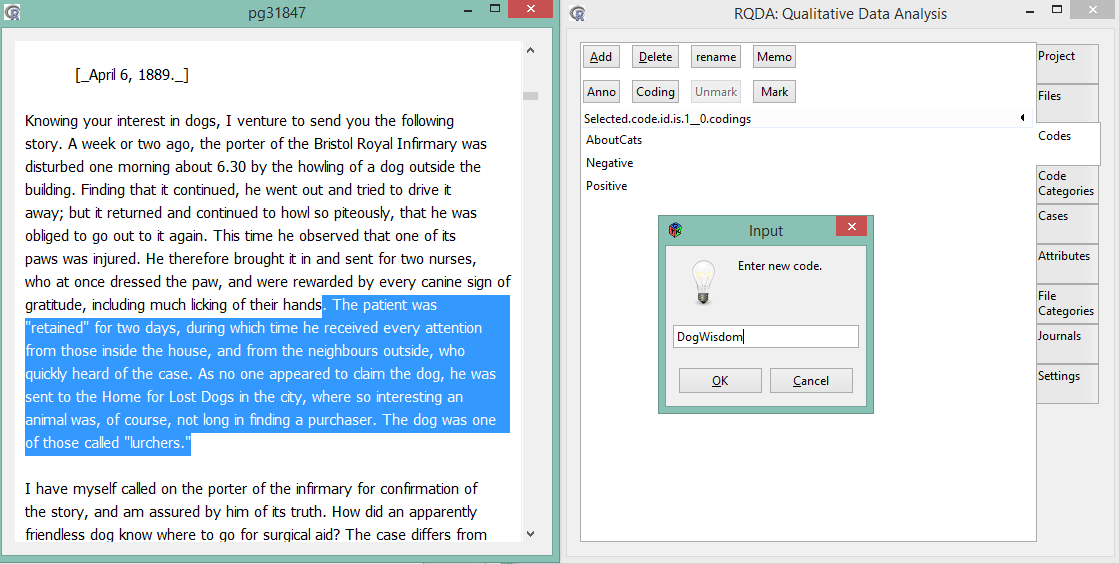 pg31847
[_April 6, 1889._]
Knowing your interest in dogs, I venture to send you the following
story. A week or two ago, the porter of the Bristol Royal Infirmary was
disturbed one morning about 6.30 by the howling of a dog outside the
building. Finding that it continued, he went out and tried to drive it
away; but it returned and continued to howl so piteously, that he was
obliged to go out to it again. This time he observed that one of its
paws was injured. He therefore brought it in and sent for two nurses,
who at once dressed the paw, and were rewarded by every canine sign of
gratitude, including much licking of their hands. The patient was
"retained" for two days, during which time he received every attention
from those inside the house, and from the neighbours outside, who
quickly heard of the case. As no one appeared to claim the dog, he was
sent to the Home for Lost Dogs in the city, where so interesting an
animal was, of course, not long in finding a purchaser. The dog was one
of those called "lurchers."
I have myself called on the porter of the infirmary for confirmation of
the story, and am assured by him of its truth. How did an apparently
friendless dog know where to go for surgical aid? The case differs from
RQDA: Qualitative Data Analysis
Add Delete rename Memo
Anno Coding Unmark Mark
Selected.code.id.is.1__0.codings
AboutCats
Negative
Positive
Input
Enter new code.
DogWisdom
OK Cancel
Project
Files
Codes
Code
Categories
Cases
Attributes
File
Categories
Journals
Settings